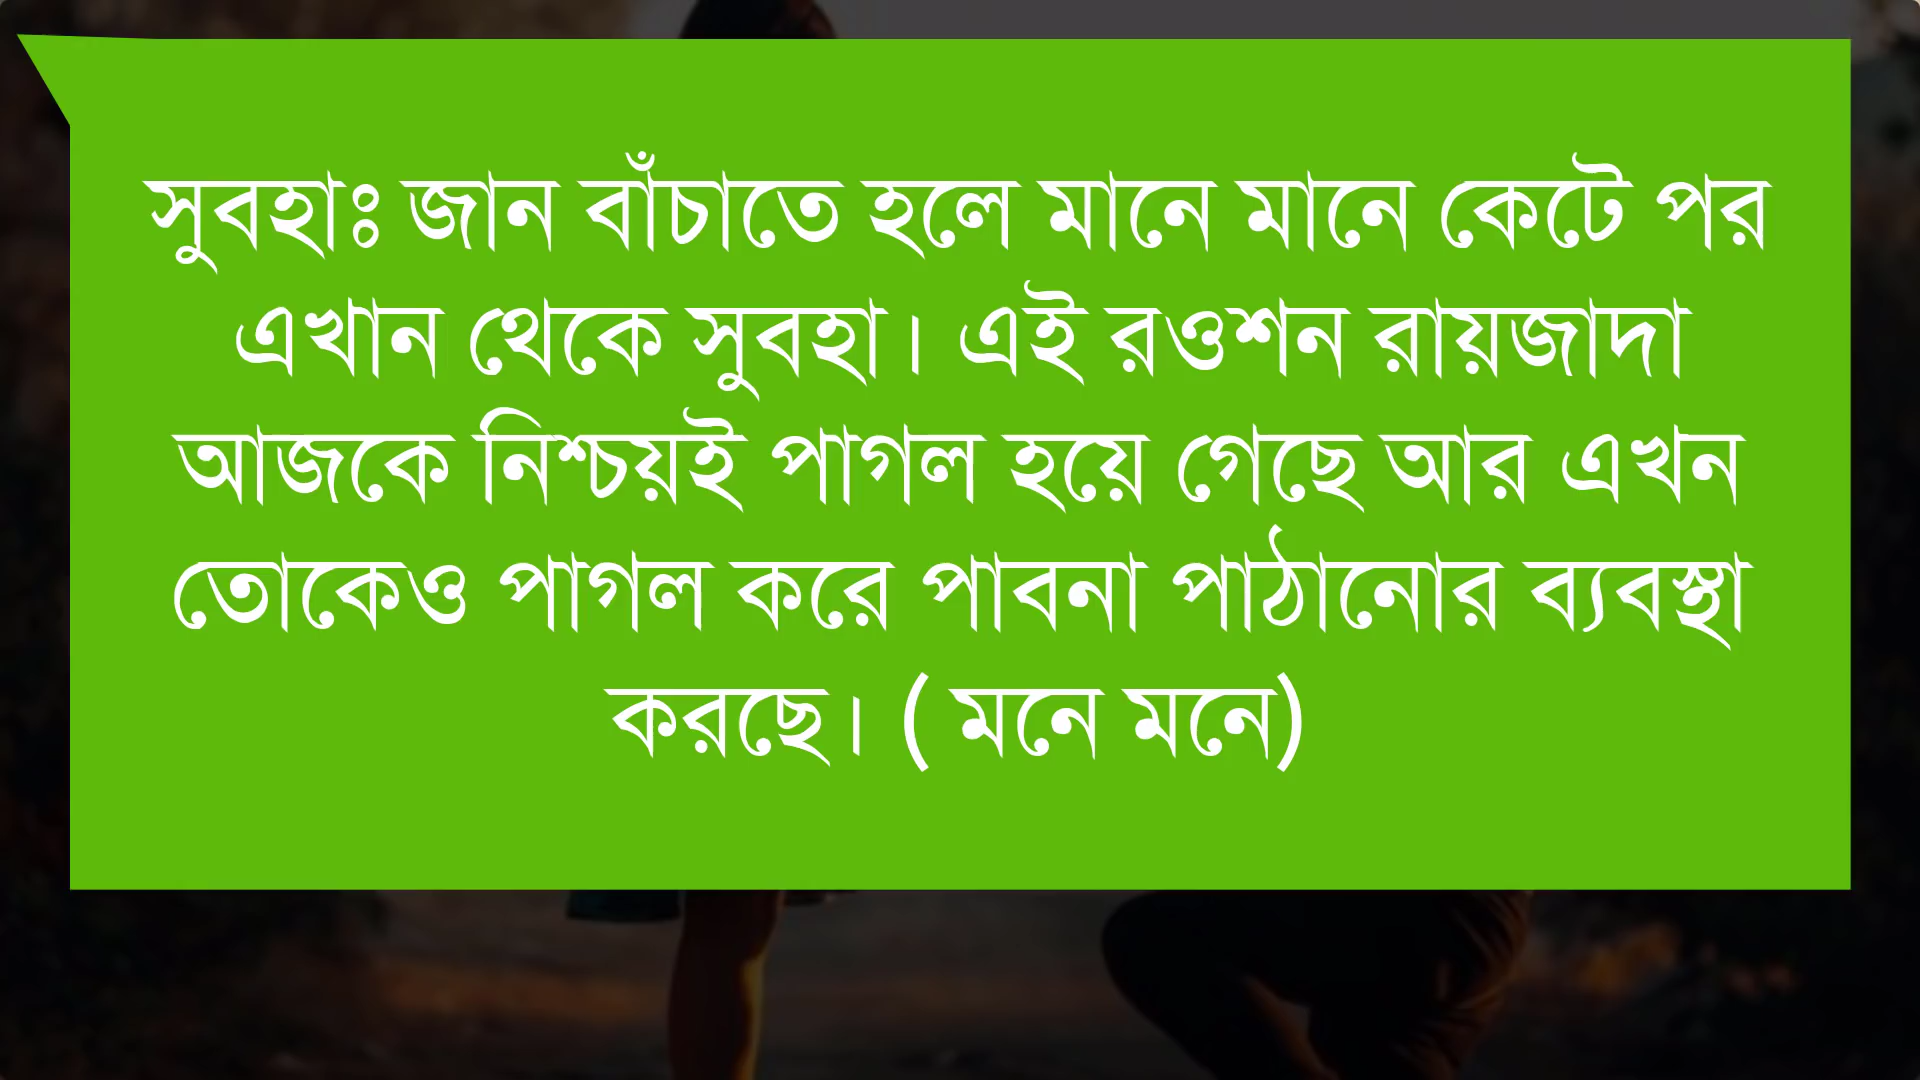 সুবহাঃ জান বাঁচাতে হলে মানে মানে কেটে পর
এখান থেকে সুবহা। এই রওশন রায়জাদা
আজকে নিশ্চয়ই পাগল হয়ে গেছে আর এখন
তোকেও পাগল করে পাবনা পাঠানোর ব্যবস্থা
করছে। ( মনে মনে)